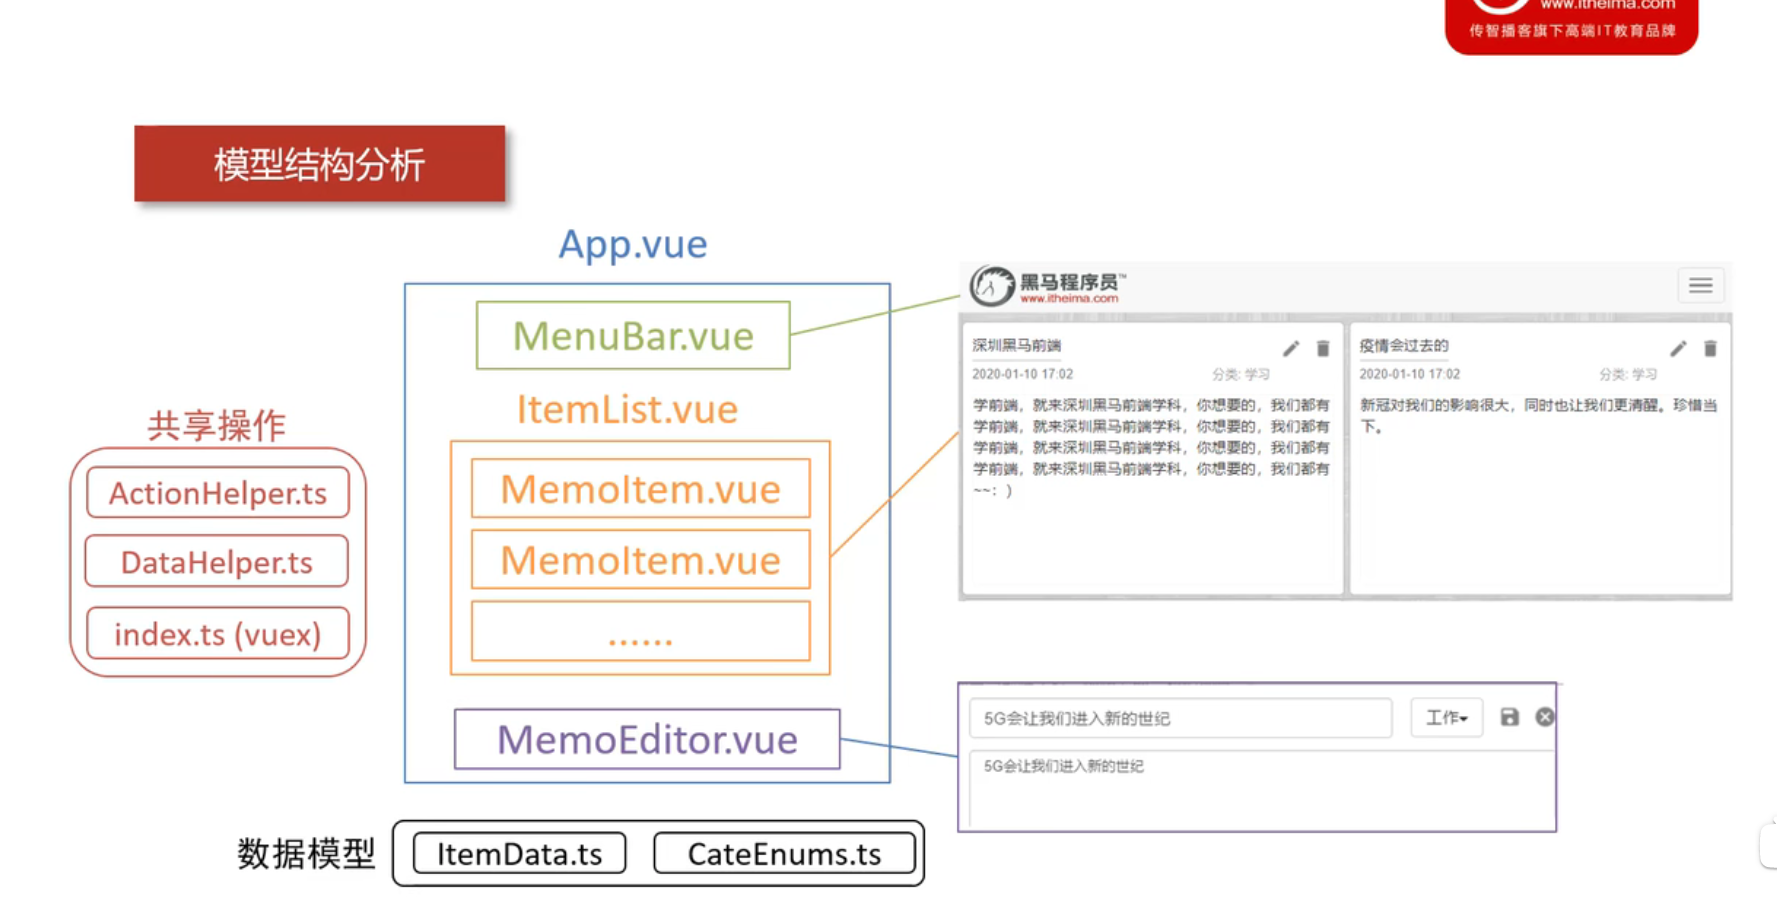 www.itheima.com
传智播客旗下高端IT教育品牌
模型结构分析
App.vue
MenuBar.vue
ItemList.vue
MemoItem.vue
MemoItem.vue
......
MemoEditor.vue
共享操作
ActionHelper.ts
DataHelper.ts
index.ts (vuex)
数据模型
ItemData.ts
CateEnums.ts
黑马程序员™
www.itheima.com
深圳黑马前端
2020-01-10 17:02
分类: 学习
学前端，就来深圳黑马前端学科，你想要的，我们都有
学前端，就来深圳黑马前端学科，你想要的，我们都有
学前端，就来深圳黑马前端学科，你想要的，我们都有
学前端，就来深圳黑马前端学科，你想要的，我们都有
~~: )
疫情会过去的
2020-01-10 17:02
分类: 学习
新冠对我们的影响很大，同时也让我们更清醒。珍惜当
下。
5G会让我们进入新的世纪
工作
5G会让我们进入新的世纪